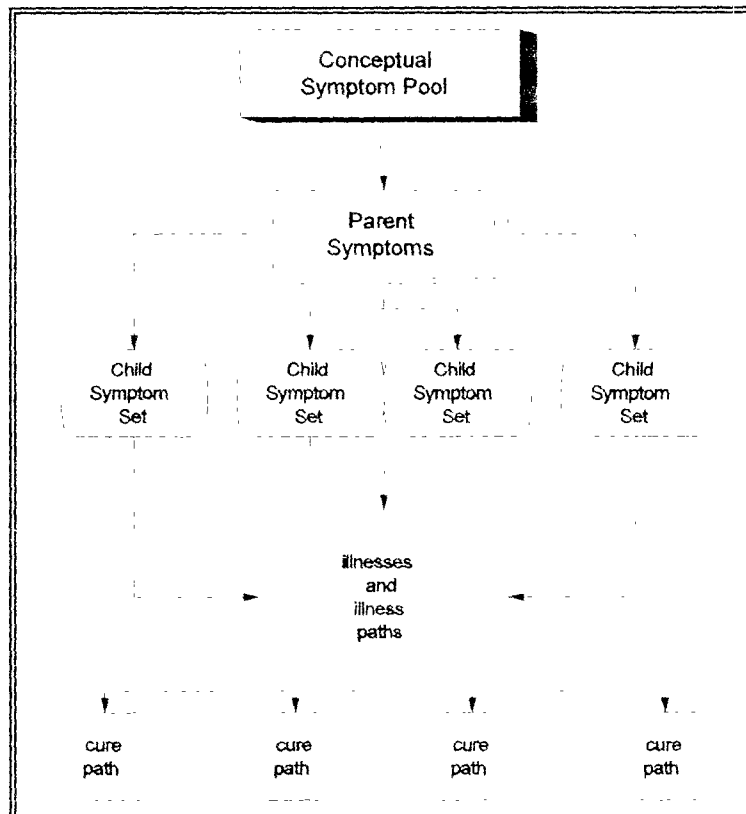 Conceptual
Symptom Pool
Parent
Symptoms
Child
Symptom
Set
Child
Symptom
Set
Child
Symptom
Set
Child
Symptom
Set
illnesses
and
illness
paths
cure
path
cure
path
cure
path
cure
path